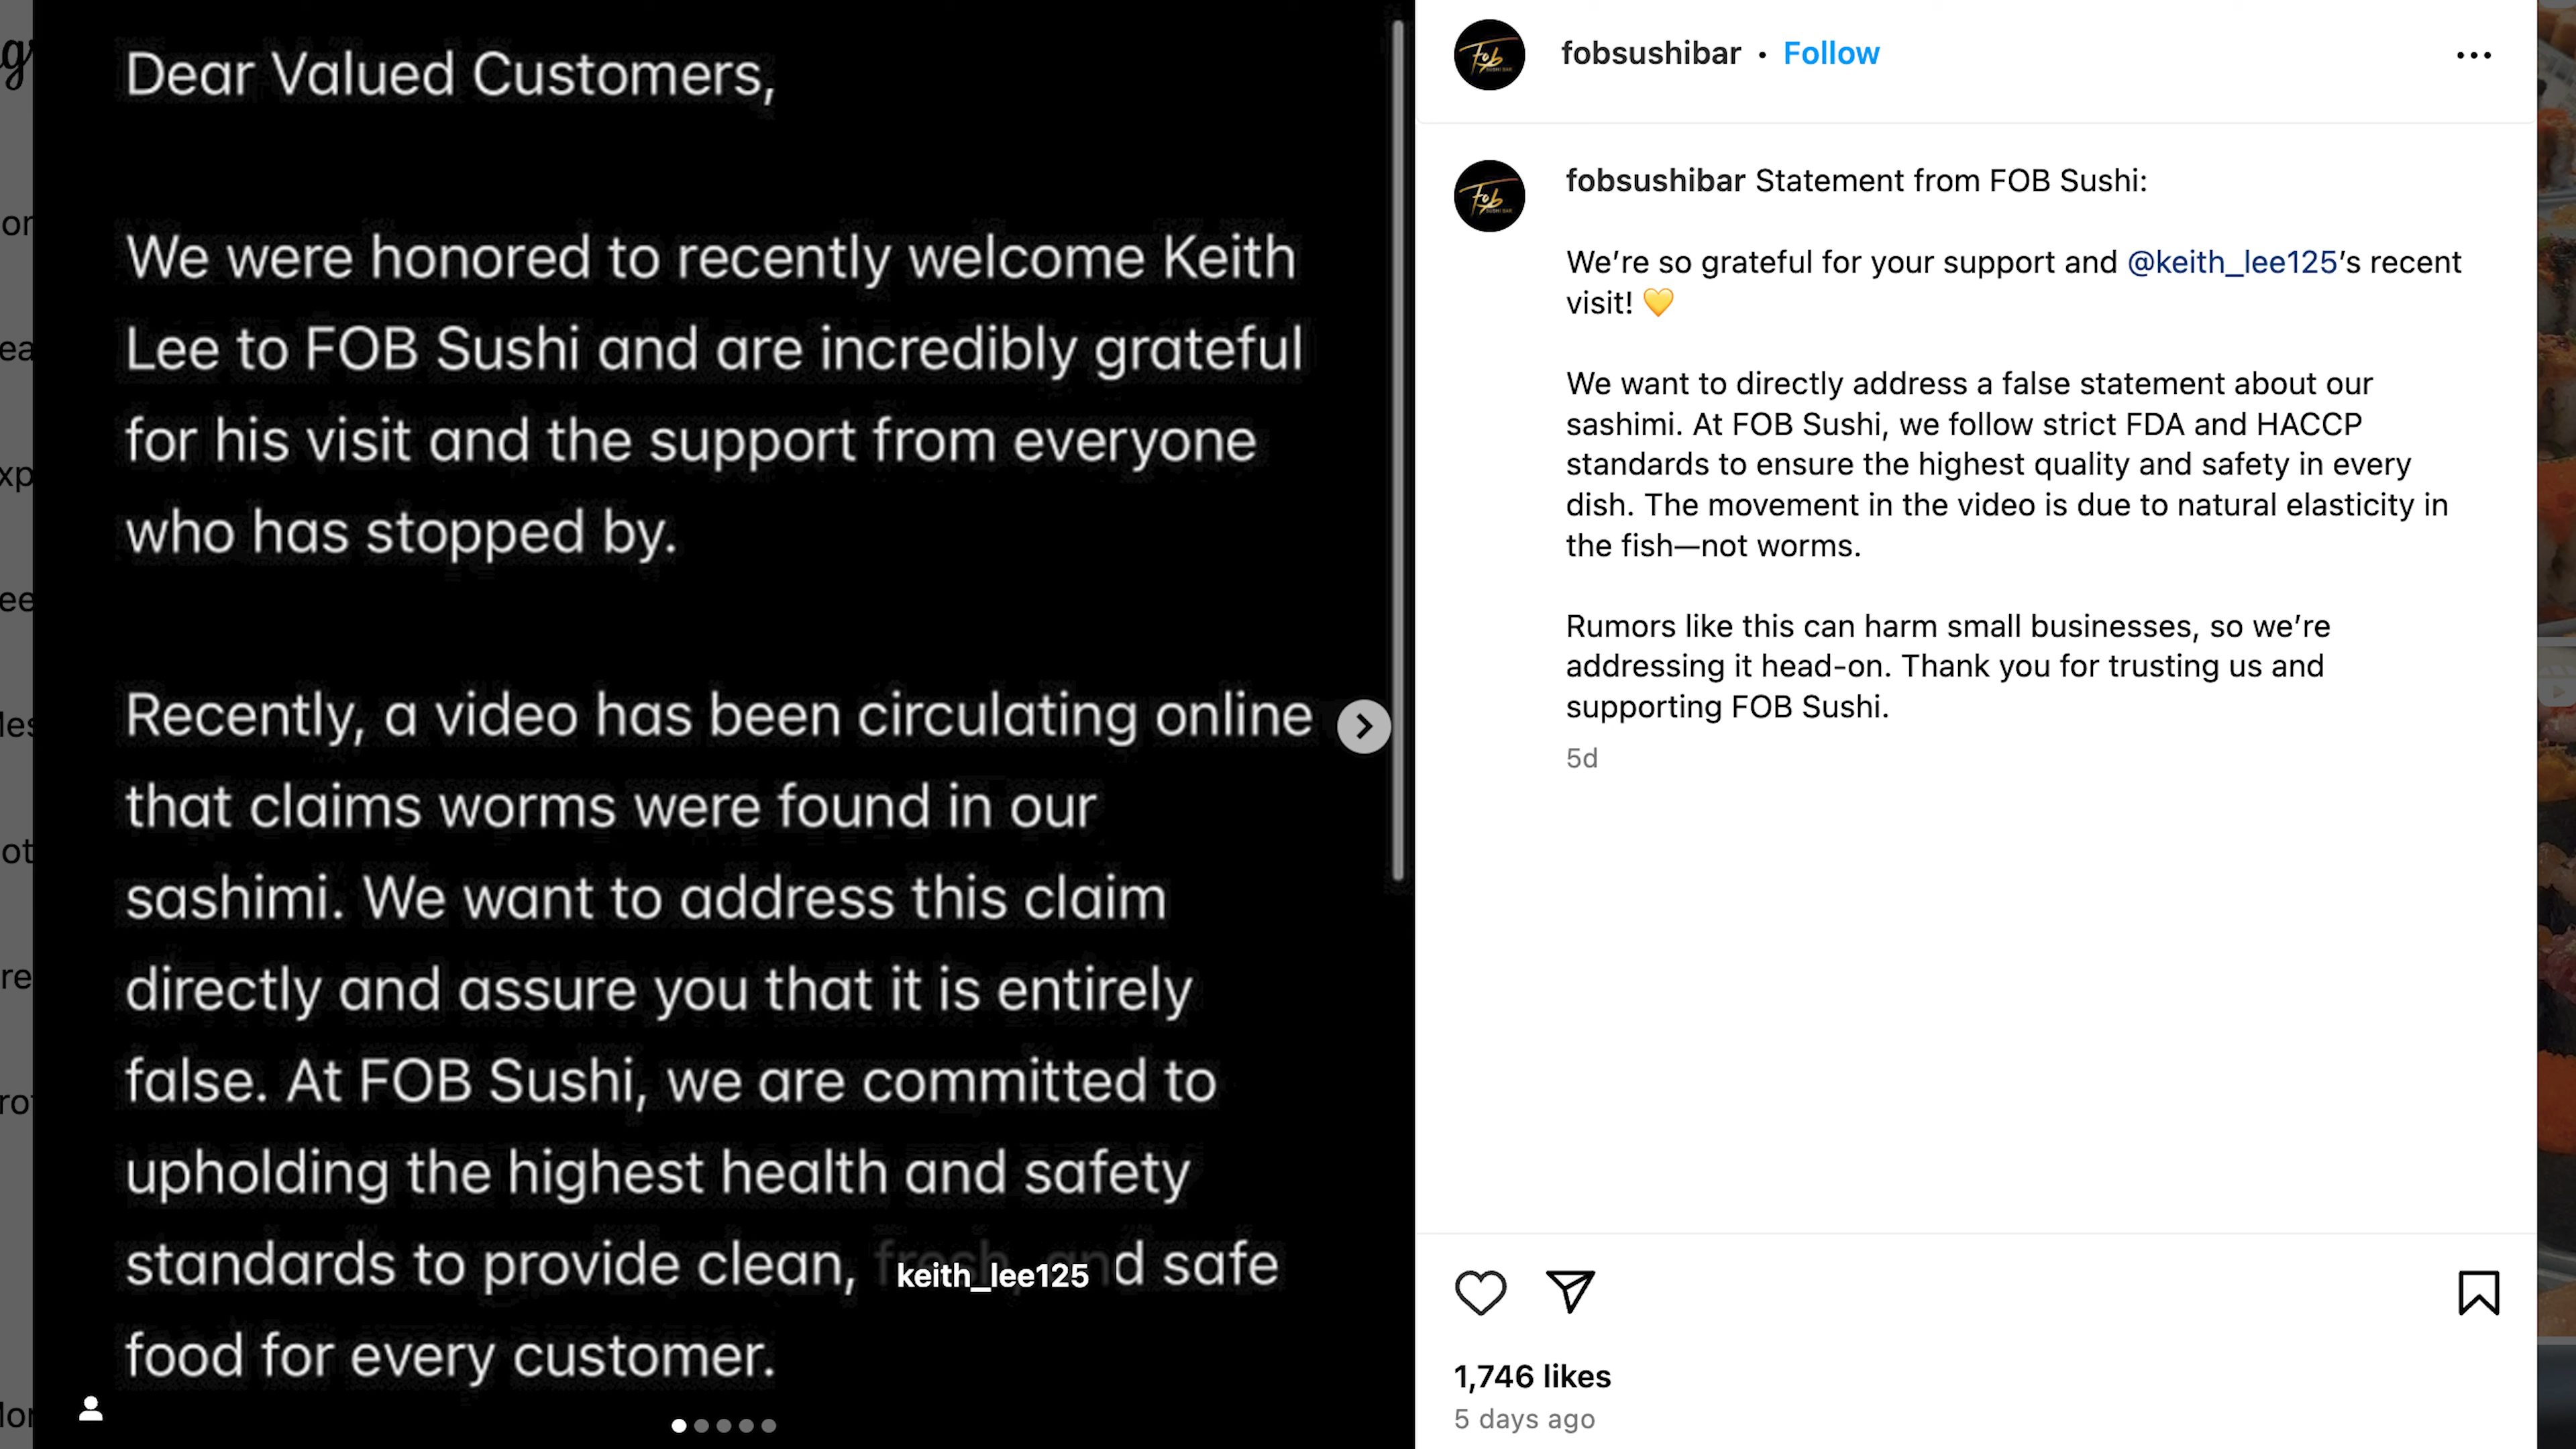 Dear Valued Customers,
We were honored to recently welcome Keith
Lee to FOB Sushi and are incredibly grateful
for his visit and the support from everyone
who has stopped by.
Recently, a video has been circulating online
that claims worms were found in our
sashimi. We want to address this claim
directly and assure you that it is entirely
false. At FOB Sushi, we are committed to
upholding the highest health and safety
standards to provide clean, fresh, and safe
keith_lee125
food for every customer.
fobsushibar • Follow
fobsushibar Statement from FOB Sushi:
We’re so grateful for your support and @keith_lee125’s recent
visit! 💛
We want to directly address a false statement about our
sashimi. At FOB Sushi, we follow strict FDA and HACCP
standards to ensure the highest quality and safety in every
dish. The movement in the video is due to natural elasticity in
the fish—not worms.
Rumors like this can harm small businesses, so we’re
addressing it head-on. Thank you for trusting us and
supporting FOB Sushi.
5d
1,746 likes
5 days ago